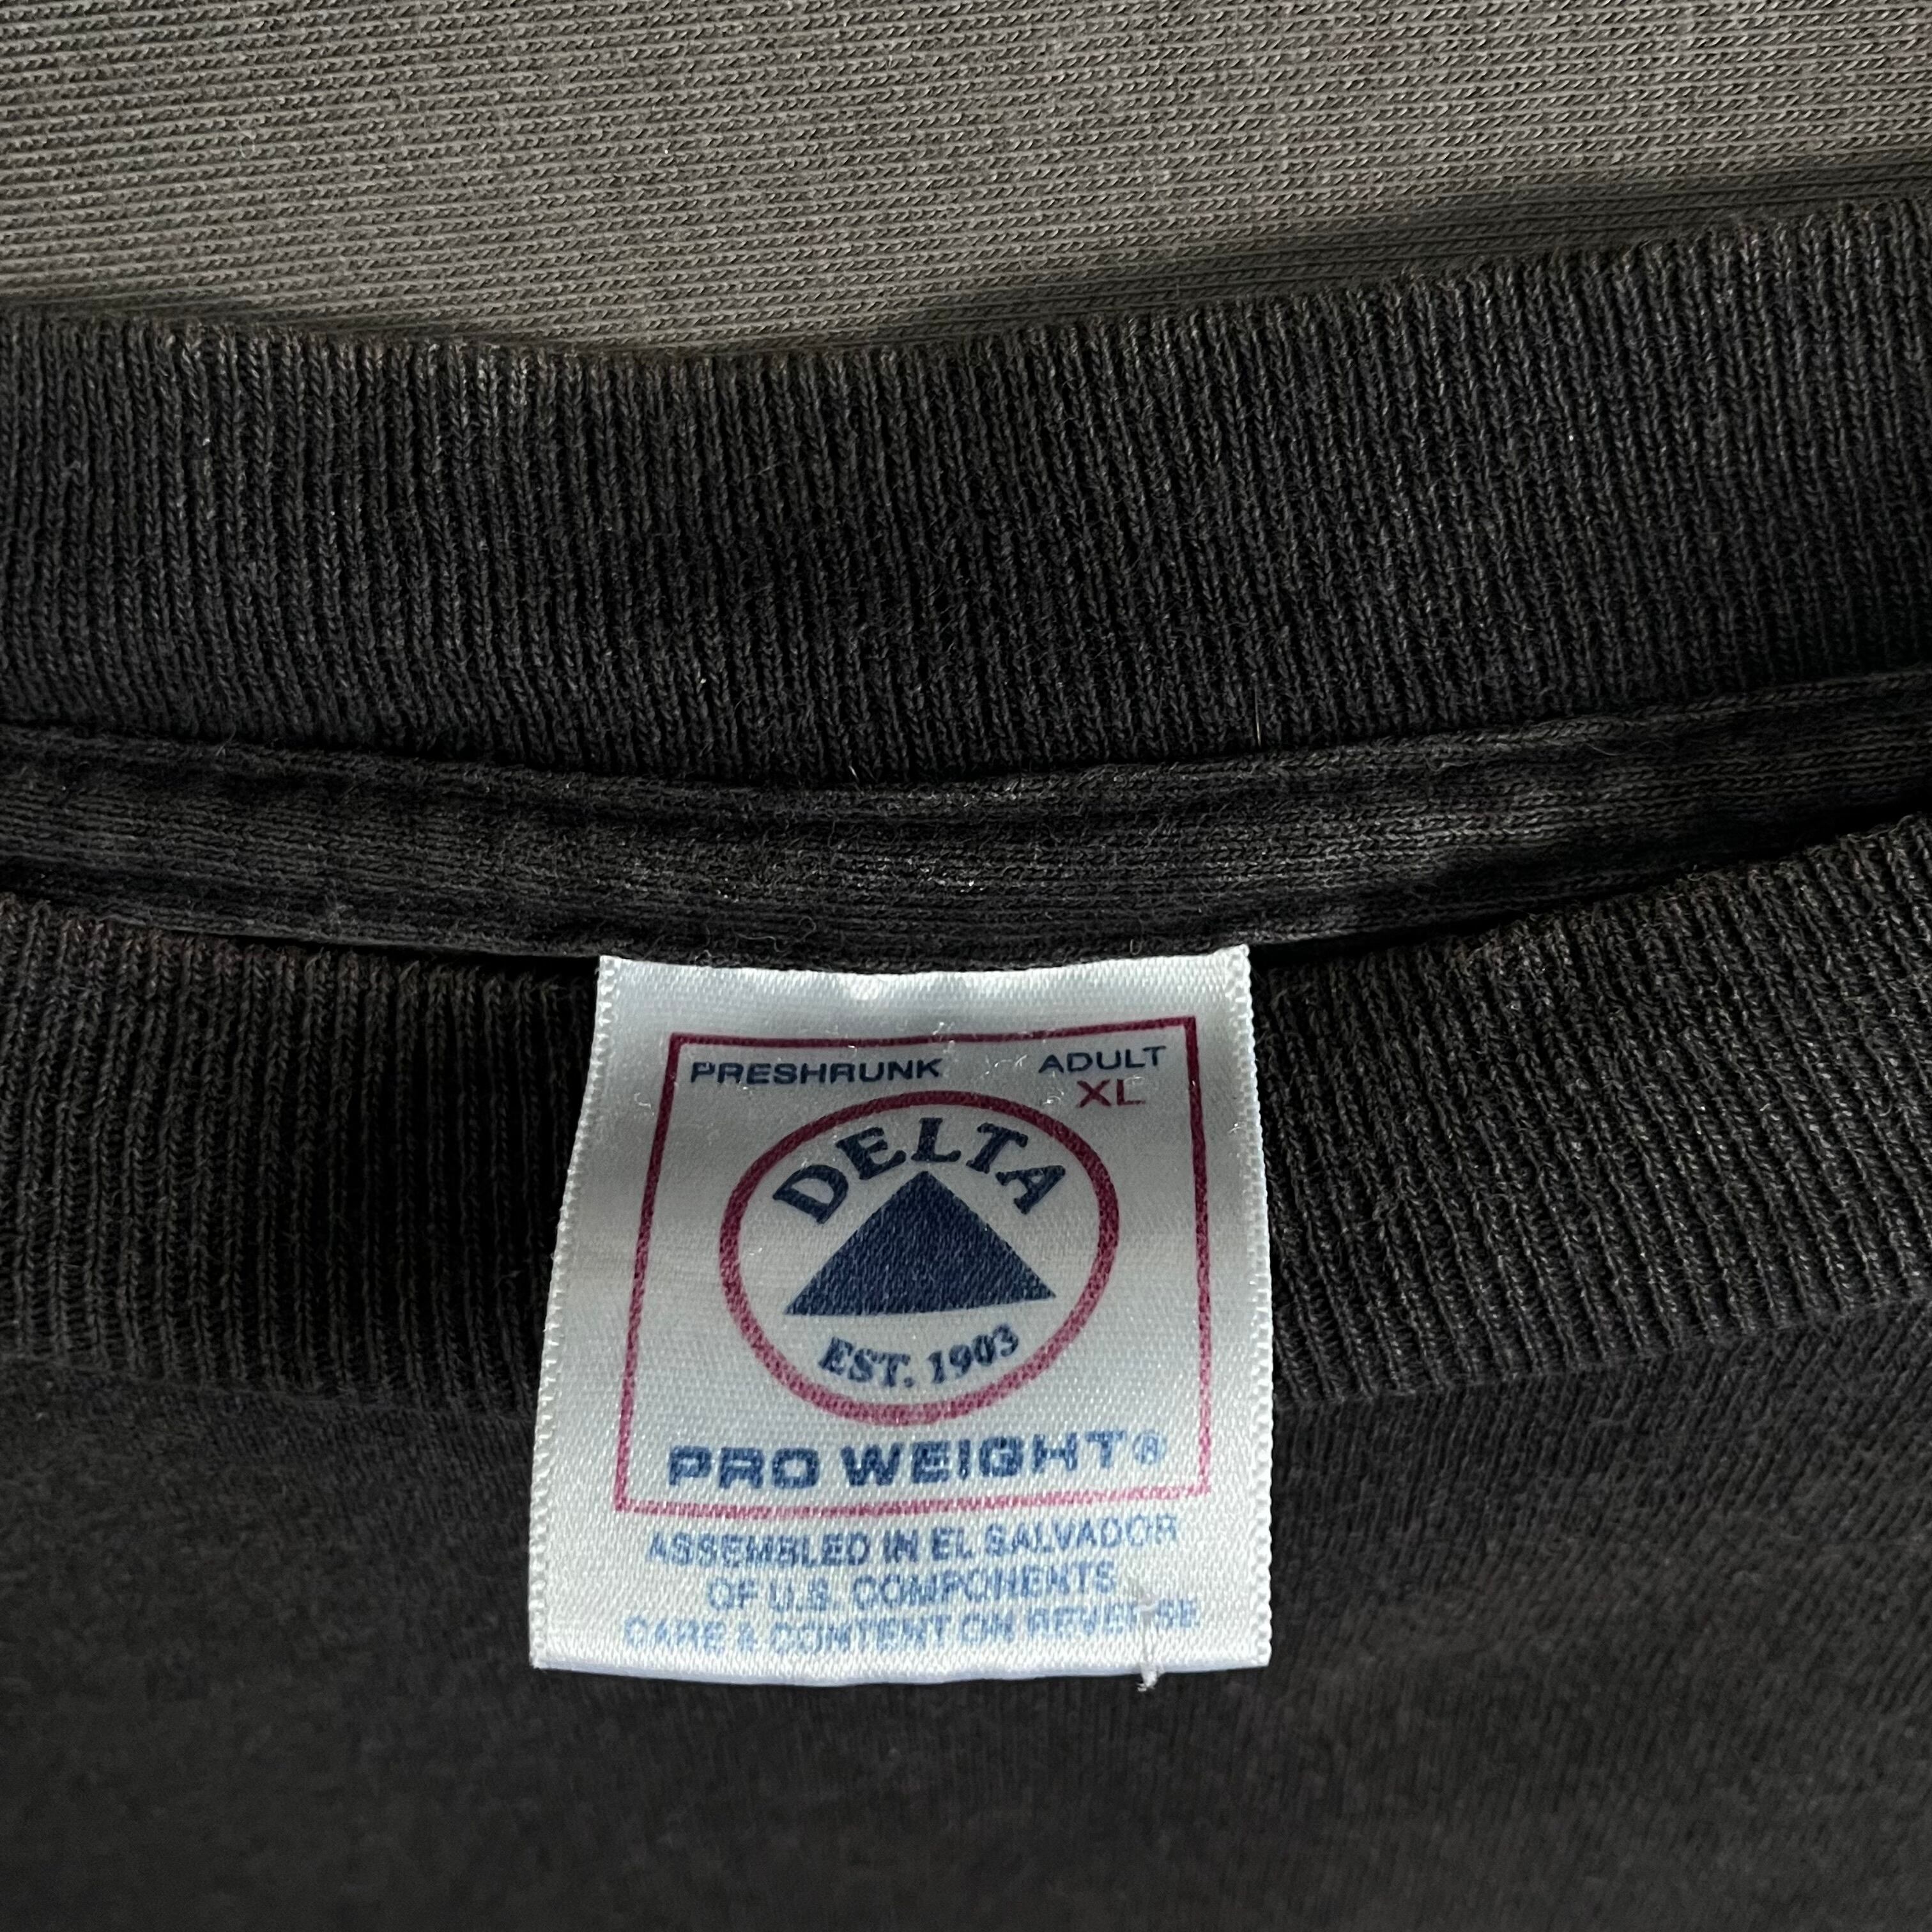 PRESHRUNK ADULT
XL
DELTA
EST. 1903
PRO WEIGHT®
ASSEMBLED IN EL SALVADOR
OF U.S. COMPONENTS
CARE & CONTENT ON REVERSE